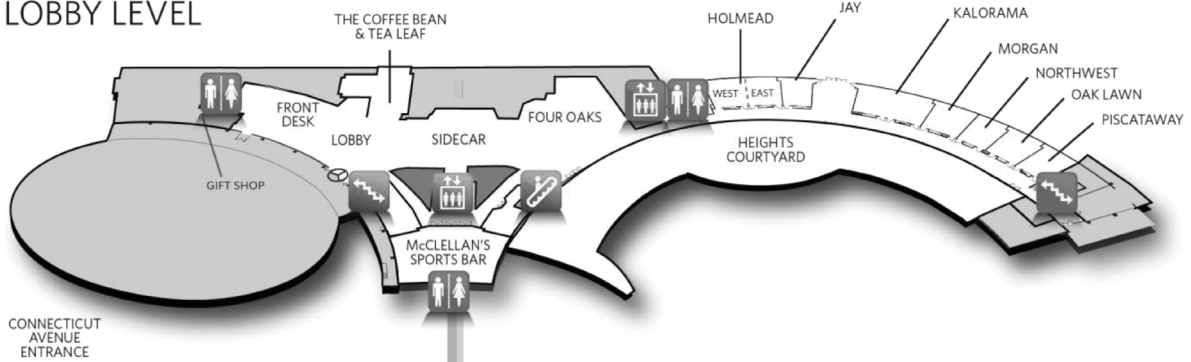 LOBBY LEVEL
THE COFFEE BEAN
& TEA LEAF
HOLMEAD
JAY
KALORAMA
MORGAN
NORTHWEST
OAK LAWN
PISCATAWAY
WEST
EAST
FRONT
DESK
LOBBY
SIDECAR
FOUR OAKS
HEIGHTS
COURTYARD
GIFT SHOP
McCLELLAN'S
SPORTS BAR
CONNECTICUT
AVENUE
ENTRANCE